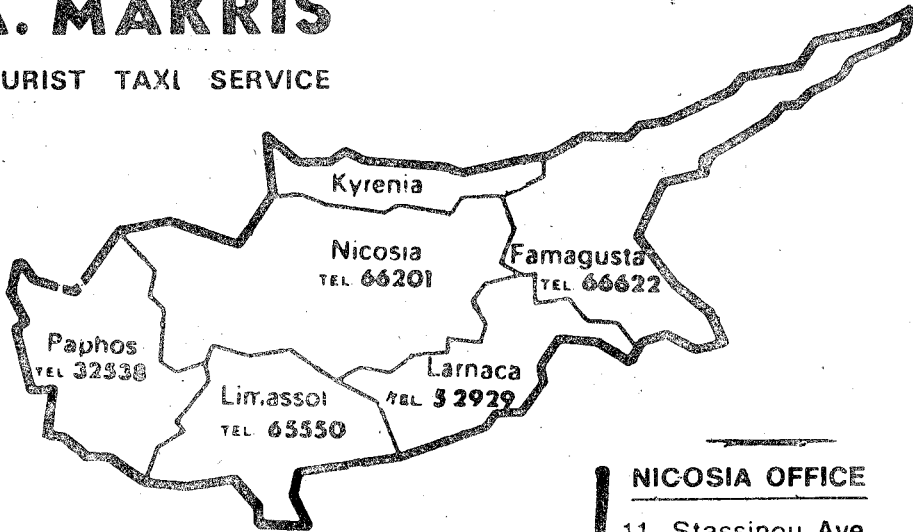 A. MAKRIS
URIST TAXI SERVICE
Kyrenia
Nicosia
TEL. 66201
Famagusta
TEL. 66622
Paphos
TEL 32538
Larnaca
TEL. 52929
Limassol
TEL. 65550
NICOSIA OFFICE
11, Stassinou Ave.